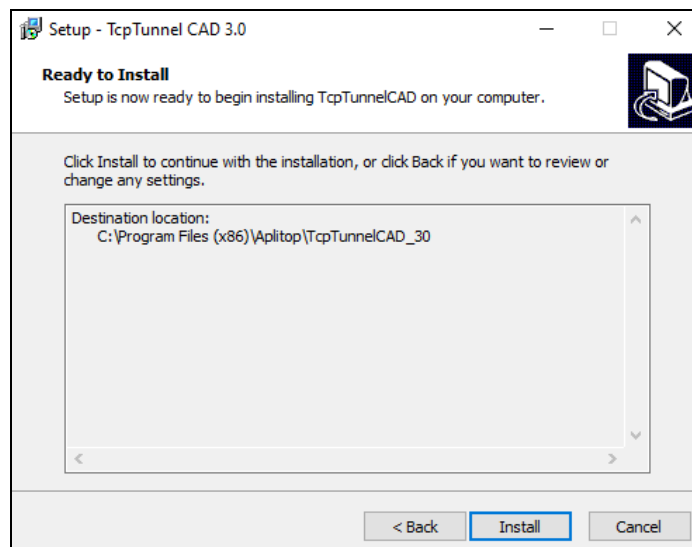 Setup - TcpTunnel CAD 3.0
Ready to Install
Setup is now ready to begin installing TcpTunnelCAD on your computer.
Click Install to continue with the installation, or click Back if you want to review or
change any settings.
Destination location:
C:\Program Files (x86)\Aplitop\TcpTunnelCAD_30
< Back
Install
Cancel